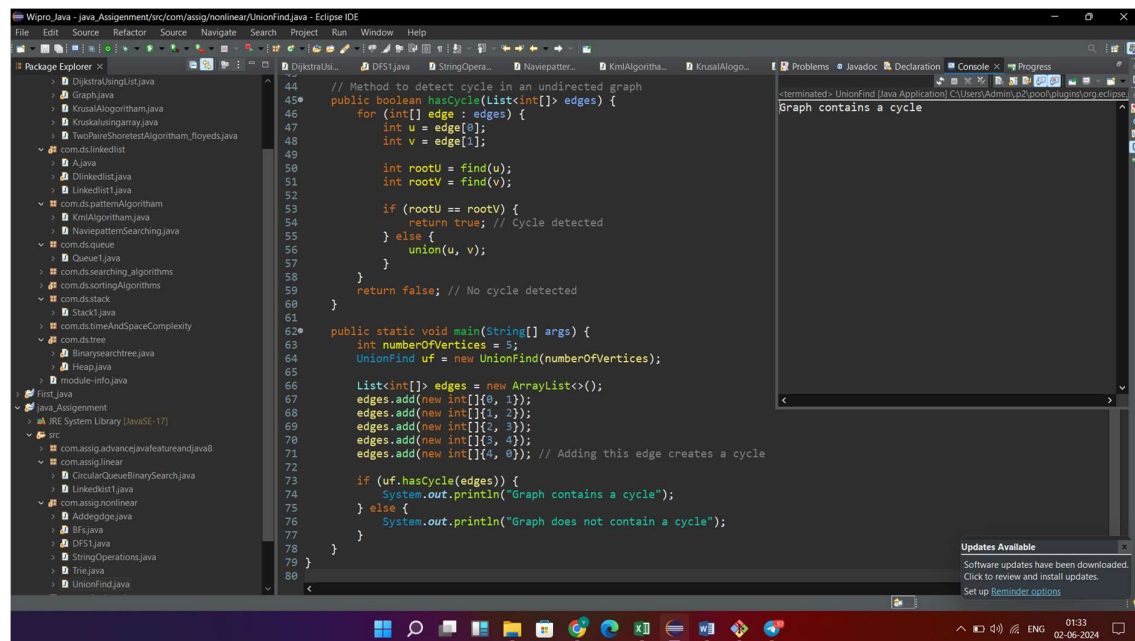 Wipro_Java - java_Assigenment/src/com/assig/nonlinear/UnionFind.java - Eclipse IDE
File Edit Source Refactor Source Navigate Search Project Run Window Help
Package Explorer
DijkstraUsingList.java
Graph.java
KrusalAlogoritham.java
Kruskalusingarray.java
TwoPaireShoretestAlgoritham_floyeds.java
com.ds.linkedlist
A.java
Dlinkedlist.java
Linkedlist1.java
com.ds.patternAlgoritham
KmlAlgoritham.java
NaviepatternSearching.java
com.ds.queue
Queue1.java
com.ds.searching_algorithms
com.ds.sortingAlgorithms
com.ds.stack
Stack1.java
com.ds.timeAndSpaceComplexity
com.ds.tree
Binarysearchtree.java
Heap.java
module-info.java
First_java
java_Assigenment
JRE System Library [JavaSE-17]
src
com.assig.advancejavafeatureandjava8
com.assig.linear
CircularQueueBinarySearch.java
Linkedkist1.java
com.assig.nonlinear
Addegdge.java
BFs.java
DFS1.java
StringOperations.java
Trie.java
UnionFind.java
DijkstraUsi... DFS1.java StringOpera... Naviepatter... KmlAlgoritha... KrusalAlogo...
44 // Method to detect cycle in an undirected graph
45 public boolean hasCycle(List<int[]> edges) {
46 for (int[] edge : edges) {
47 int u = edge[0];
48 int v = edge[1];
49
50 int rootU = find(u);
51 int rootV = find(v);
52
53 if (rootU == rootV) {
54 return true; // Cycle detected
55 } else {
56 union(u, v);
57 }
58 }
59 return false; // No cycle detected
60 }
61
62 public static void main(String[] args) {
63 int numberOfVertices = 5;
64 UnionFind uf = new UnionFind(numberOfVertices);
65
66 List<int[]> edges = new ArrayList<>();
67 edges.add(new int[]{0, 1});
68 edges.add(new int[]{1, 2});
69 edges.add(new int[]{2, 3});
70 edges.add(new int[]{3, 4});
71 edges.add(new int[]{4, 0}); // Adding this edge creates a cycle
72
73 if (uf.hasCycle(edges)) {
74 System.out.println("Graph contains a cycle");
75 } else {
76 System.out.println("Graph does not contain a cycle");
77 }
78 }
79 }
80
Problems Javadoc Declaration Console Progress
<terminated> UnionFind [Java Application] C:\Users\Admin\.p2\pool\plugins\org.eclipse.
Graph contains a cycle
Updates Available
Software updates have been downloaded.
Click to review and install updates.
Set up Reminder options
ENG
01:33
02-06-2024